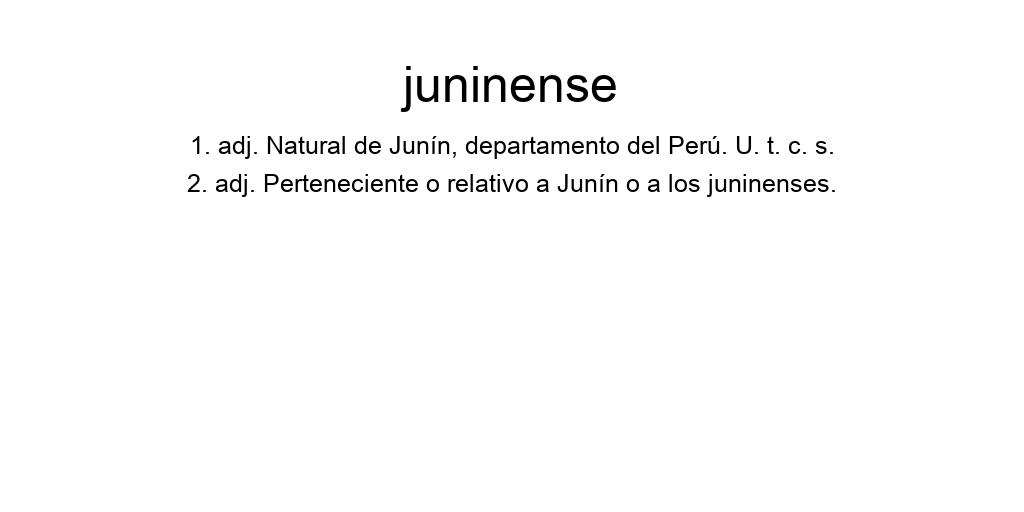 juninense
1. adj. Natural de Junín, departamento del Perú. U. t. c. s.
2. adj. Perteneciente o relativo a Junín o a los juninenses.